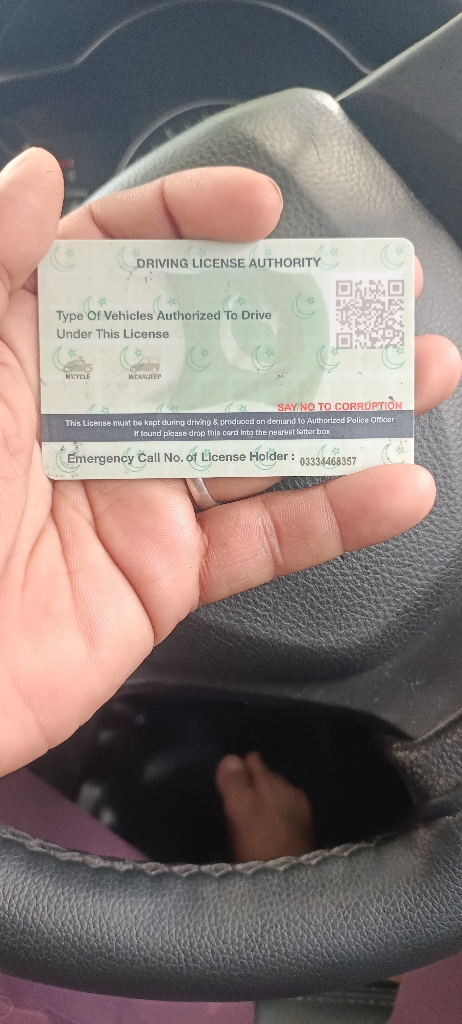 DRIVING LICENSE AUTHORITY
Type Of Vehicles Authorized To Drive
Under This License
M/CYCLE
M/CAR/JEEP
SAY NO TO CORRUPTION
This License must be kept during driving & produced on demand to Authorized Police Officer
If found please drop this card into the nearest letter box
Emergency Call No. of License Holder : 03334468357